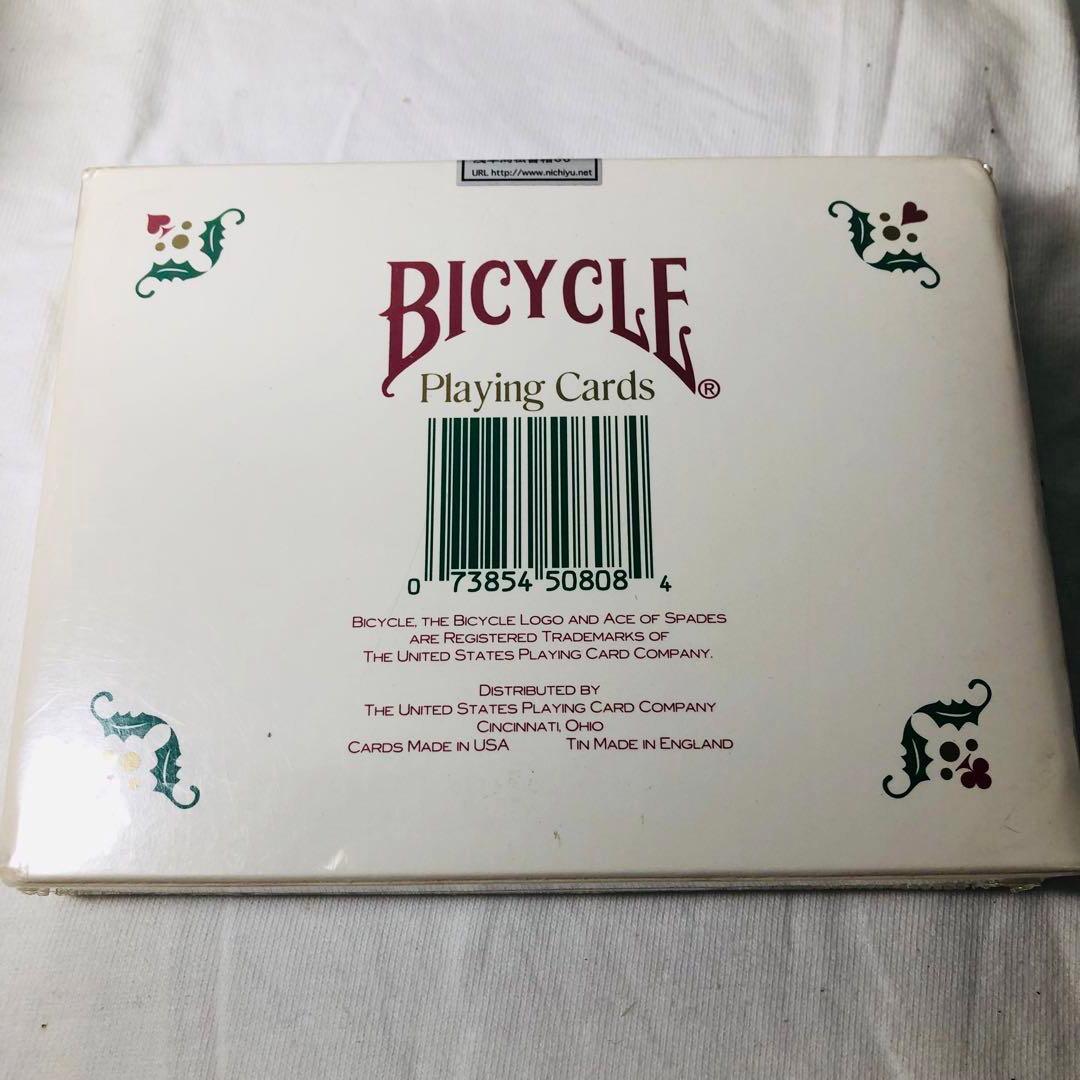 URL http://www.nichiyu.net
BICYCLE®
Playing Cards
0 73854 50808 4
BICYCLE, THE BICYCLE LOGO AND ACE OF SPADES
ARE REGISTERED TRADEMARKS OF
THE UNITED STATES PLAYING CARD COMPANY.
DISTRIBUTED BY
THE UNITED STATES PLAYING CARD COMPANY
CINCINNATI, OHIO
CARDS MADE IN USA TIN MADE IN ENGLAND